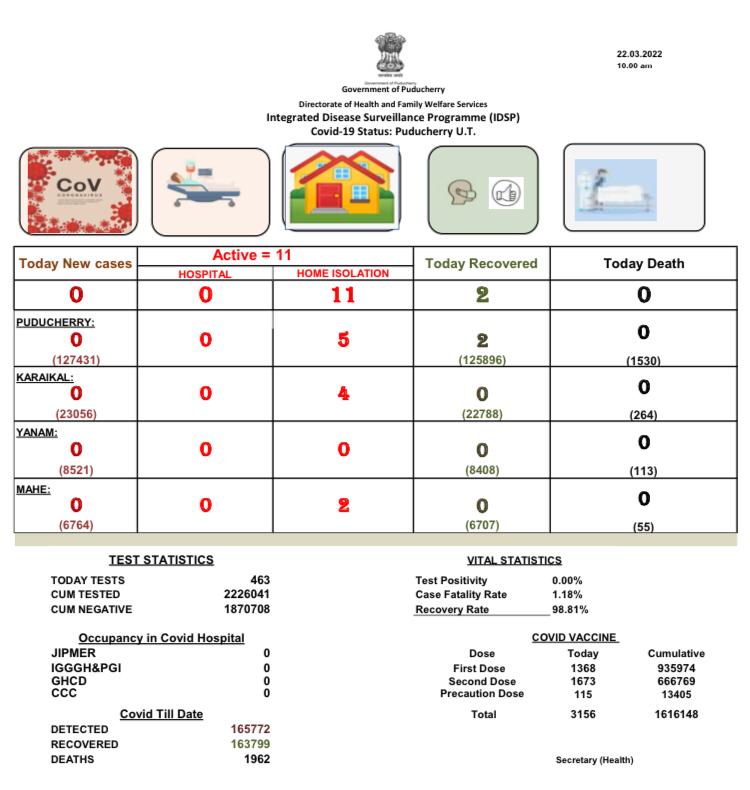 22.03.2022
10.00 am
Government of Puducherry
Government of Puducherry
Directorate of Health and Family Welfare Services
Integrated Disease Surveillance Programme (IDSP)
Covid-19 Status: Puducherry U.T.
CoV
CORONAVIRUS
Today New cases Active = 11 Today Recovered Today Death
HOSPITAL HOME ISOLATION
0 0 11 2 0
PUDUCHERRY:
0 0 5 2 0
(127431) (125896) (1530)
KARAIKAL:
0 0 4 0 0
(23056) (22788) (264)
YANAM:
0 0 0 0 0
(8521) (8408) (113)
MAHE:
0 0 2 0 0
(6764) (6707) (55)
TEST STATISTICS
TODAY TESTS 463
CUM TESTED 2226041
CUM NEGATIVE 1870708
VITAL STATISTICS
Test Positivity 0.00%
Case Fatality Rate 1.18%
Recovery Rate 98.81%
Occupancy in Covid Hospital
JIPMER 0
IGGGH&PGI 0
GHCD 0
CCC 0
COVID VACCINE
Dose Today Cumulative
First Dose 1368 935974
Second Dose 1673 666769
Precaution Dose 115 13405
Total 3156 1616148
Covid Till Date
DETECTED 165772
RECOVERED 163799
DEATHS 1962
Secretary (Health)